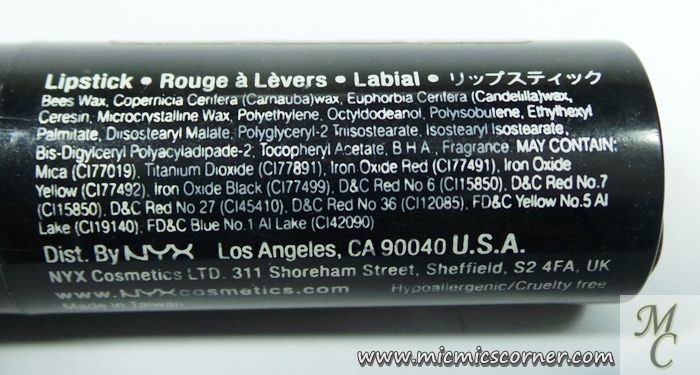 Lipstick • Rouge à Lèvers • Labial • リップスティック
Bees Wax, Copernicia Cerifera (Carnauba)wax, Euphorbia Cerifera (Candelilla)wax,
Ceresin, Microcrystalline Wax, Polyethylene, Octyldodeanol, Polyisobutene, Ethylhexyl
Palmitate, Diisostearyl Malate, Polyglyceryl-2 Triisostearate, Isostearyl Isostearate,
Bis-Diglyceryl Polyacyladipade-2, Tocopheryl Acetate, B H A , Fragrance. MAY CONTAIN:
Mica (CI77019), Titanium Dioxide (CI77891), Iron Oxide Red (CI77491), Iron Oxide
Yellow (CI77492), Iron Oxide Black (CI77499), D&C Red No 6 (CI15850), D&C Red No.7
(CI15850), D&C Red No 27 (CI45410), D&C Red No 36 (CI12085), FD&C Yellow No.5 Al
Lake (CI19140), FD&C Blue No.1 Al Lake (CI42090)
Dist. By NYX Los Angeles, CA 90040 U.S.A.
NYX Cosmetics LTD. 311 Shoreham Street, Sheffield, S2 4FA, UK
www.NYXcosmetics.com Hypoallergenic/Cruelty free
Made in Taiwan
MC
www.micmicscorner.com